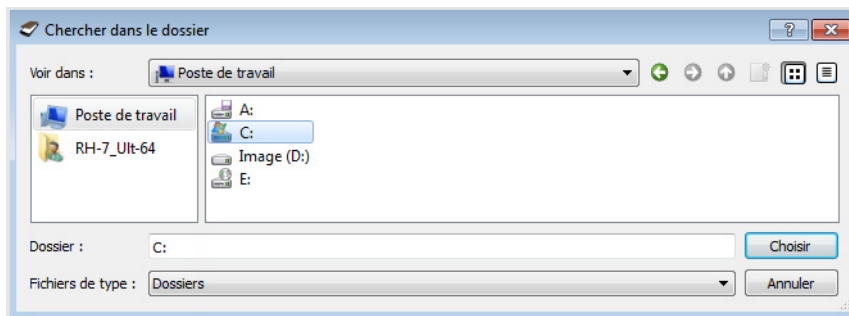 Chercher dans le dossier
Voir dans :
Poste de travail
Poste de travail
RH-7_Ult-64
A:
C:
Image (D:)
E:
Dossier :
C:
Choisir
Fichiers de type :
Dossiers
Annuler